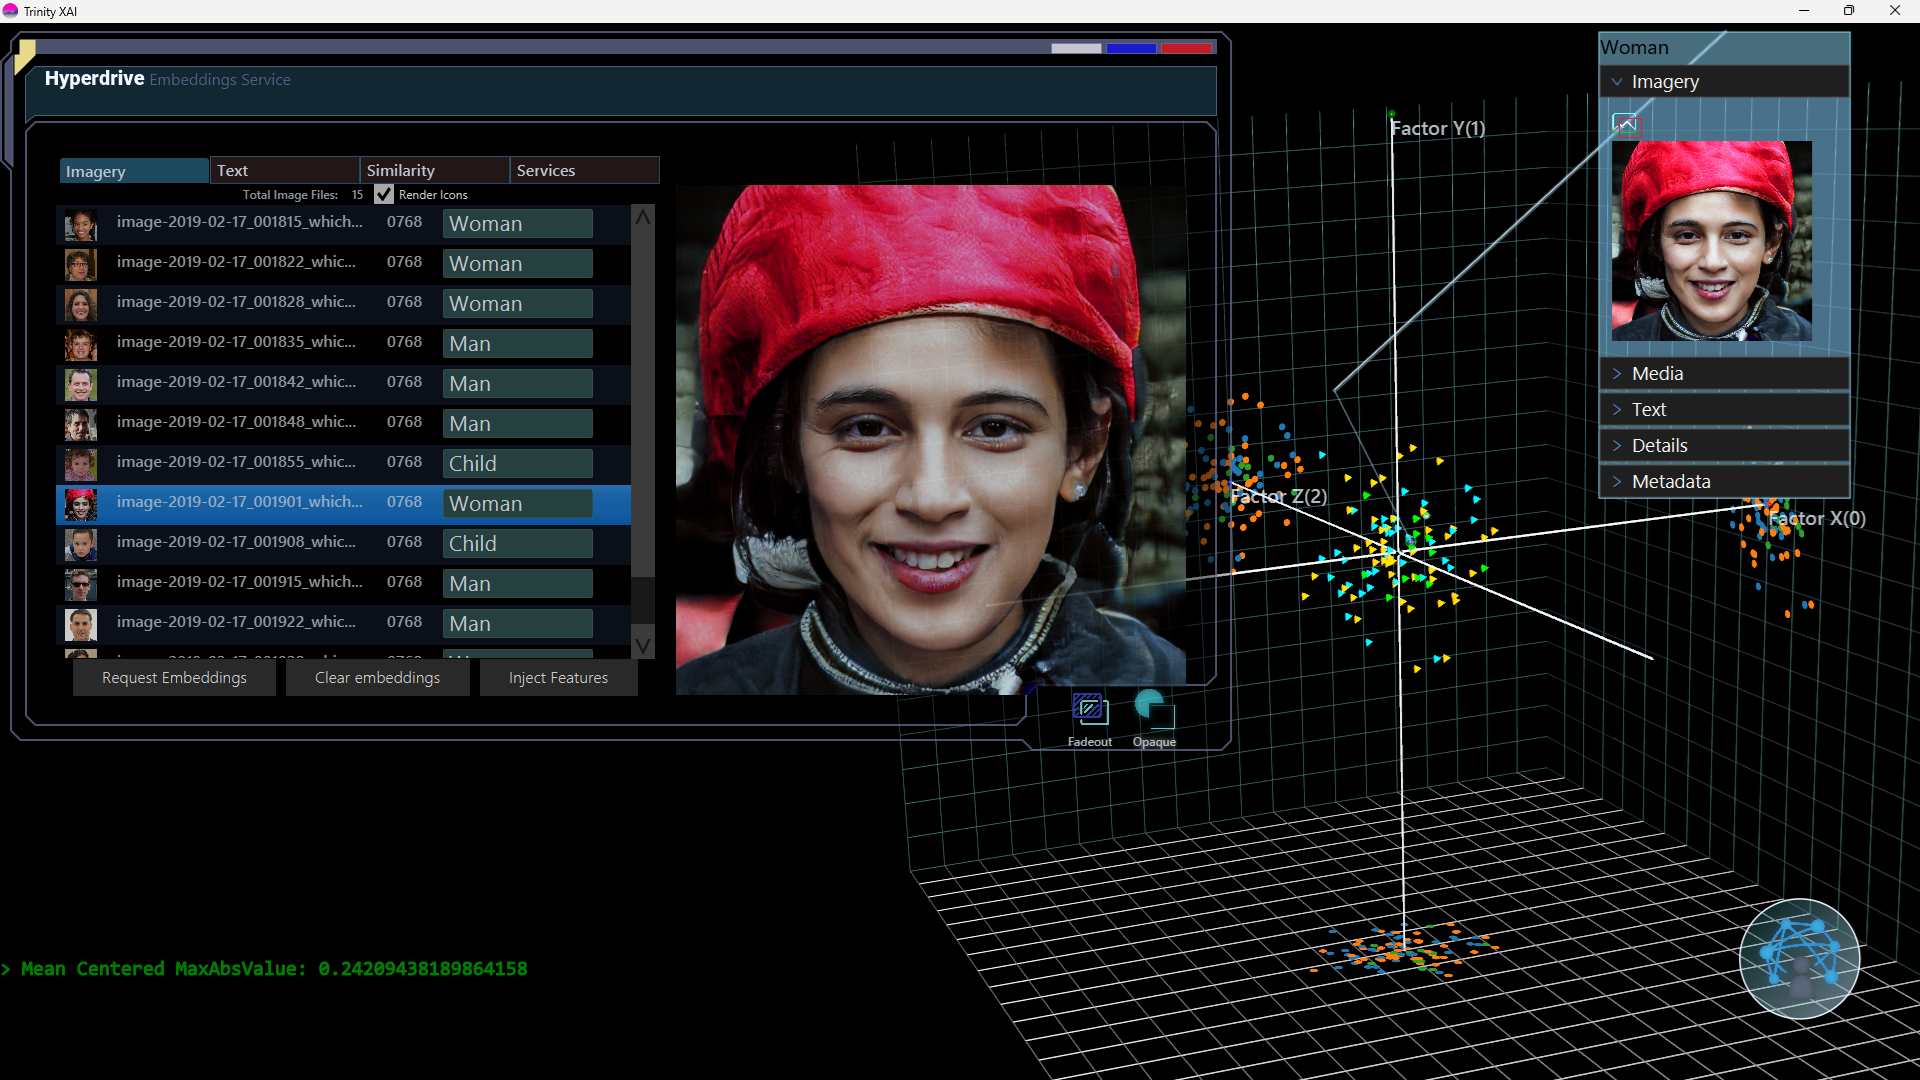 Trinity XAI
Hyperdrive Embeddings Service
Imagery Text Similarity Services
Total Image Files: 15 Render Icons
image-2019-02-17_001815_which... 0768 Woman
image-2019-02-17_001822_whic... 0768 Woman
image-2019-02-17_001828_whic... 0768 Woman
image-2019-02-17_001835_whic... 0768 Man
image-2019-02-17_001842_whic... 0768 Man
image-2019-02-17_001848_whic... 0768 Man
image-2019-02-17_001855_whic... 0768 Child
image-2019-02-17_001901_which... 0768 Woman
image-2019-02-17_001908_whic... 0768 Child
image-2019-02-17_001915_which... 0768 Man
image-2019-02-17_001922_whic... 0768 Man
Request Embeddings Clear embeddings Inject Features
Fadeout Opaque
Factor Y(1)
Factor Z(2)
Factor X(0)
Woman
Imagery
Media
Text
Details
Metadata
> Mean Centered MaxAbsValue: 0.24209438189864158